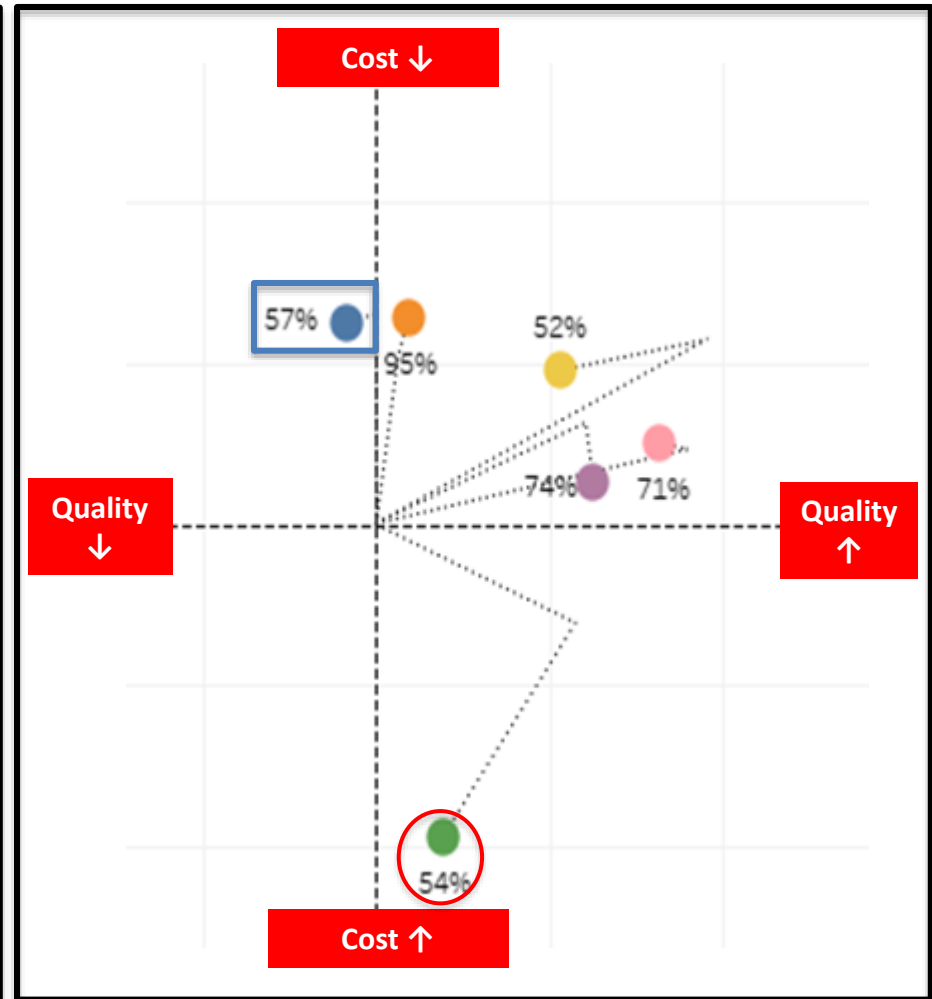 Cost ↓
57%
95%
52%
74%
71%
Quality
↓
Quality
↑
54%
Cost ↑